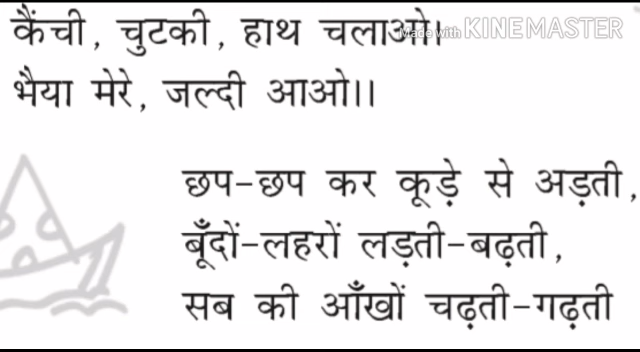 कैंची, चुटकी, हाथ चलाओ।
Made with KINEMASTER
भैया मेरे, जल्दी आओ।।
छप-छप कर कूड़े से अड़ती,
बूँदों-लहरों लड़ती-बढ़ती,
सब की आँखों चढ़ती-गढ़ती